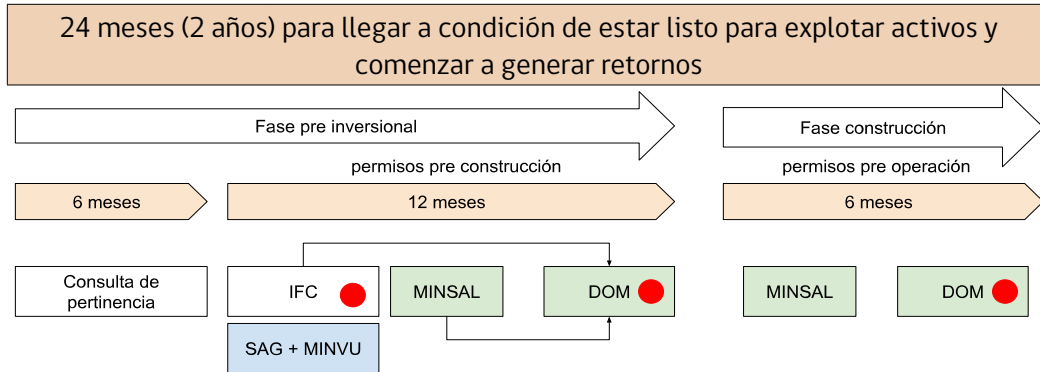 24 meses (2 años) para llegar a condición de estar listo para explotar activos y
comenzar a generar retornos
Fase pre inversional
Fase construcción
permisos pre construcción
permisos pre operación
6 meses
12 meses
6 meses
Consulta de
pertinencia
IFC
MINSAL
DOM
MINSAL
DOM
SAG + MINVU